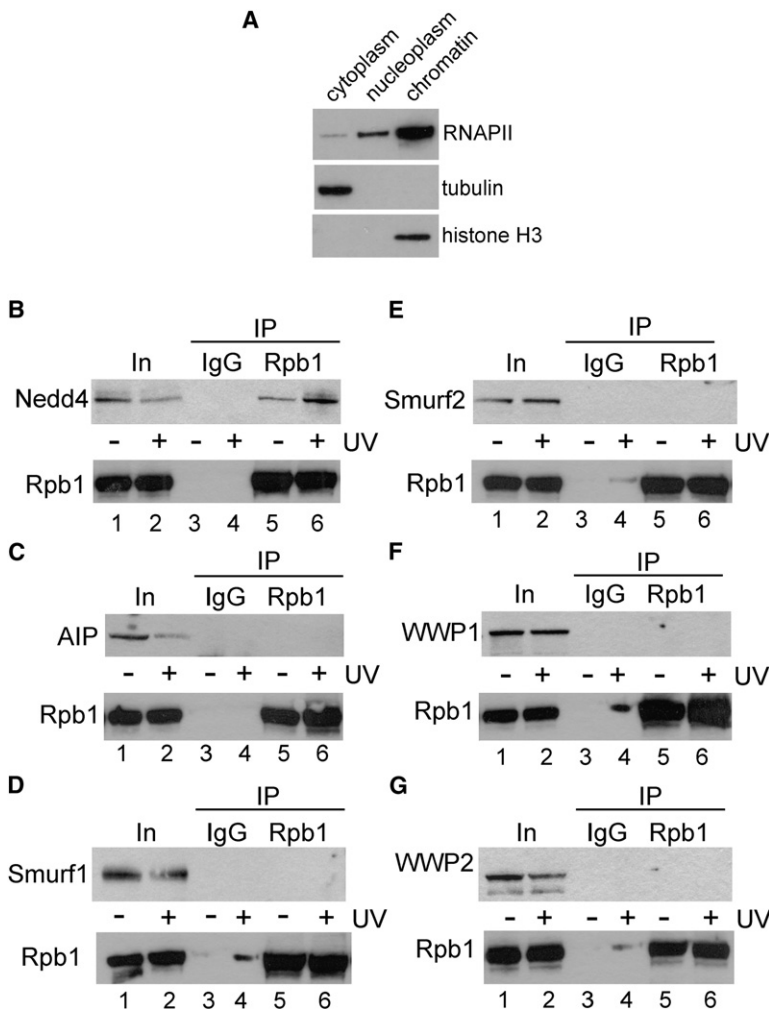 A
cytoplasm
nucleoplasm
chromatin
RNAPII
tubulin
histone H3
B
IP
In IgG Rpb1
Nedd4
- + - + - + UV
Rpb1
1 2 3 4 5 6
C
IP
In IgG Rpb1
AIP
- + - + - + UV
Rpb1
1 2 3 4 5 6
D
IP
In IgG Rpb1
Smurf1
- + - + - + UV
Rpb1
1 2 3 4 5 6
E
IP
In IgG Rpb1
Smurf2
- + - + - + UV
Rpb1
1 2 3 4 5 6
F
IP
In IgG Rpb1
WWP1
- + - + - + UV
Rpb1
1 2 3 4 5 6
G
IP
In IgG Rpb1
WWP2
- + - + - + UV
Rpb1
1 2 3 4 5 6